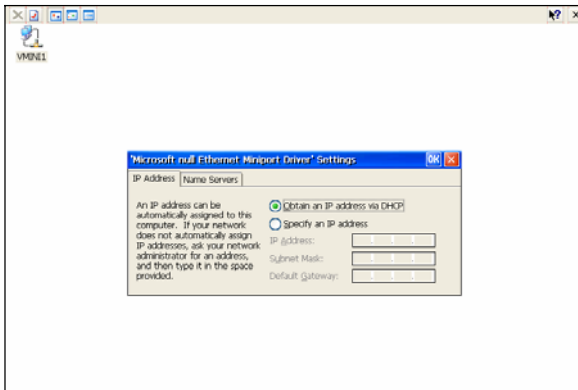 VMINI1
'Microsoft null Ethernet Miniport Driver' Settings
OK
IP Address
Name Servers
An IP address can be
automatically assigned to this
computer. If your network
does not automatically assign
IP addresses, ask your network
administrator for an address,
and then type it in the space
provided.
Obtain an IP address via DHCP
Specify an IP address
IP Address:
Subnet Mask:
Default Gateway: